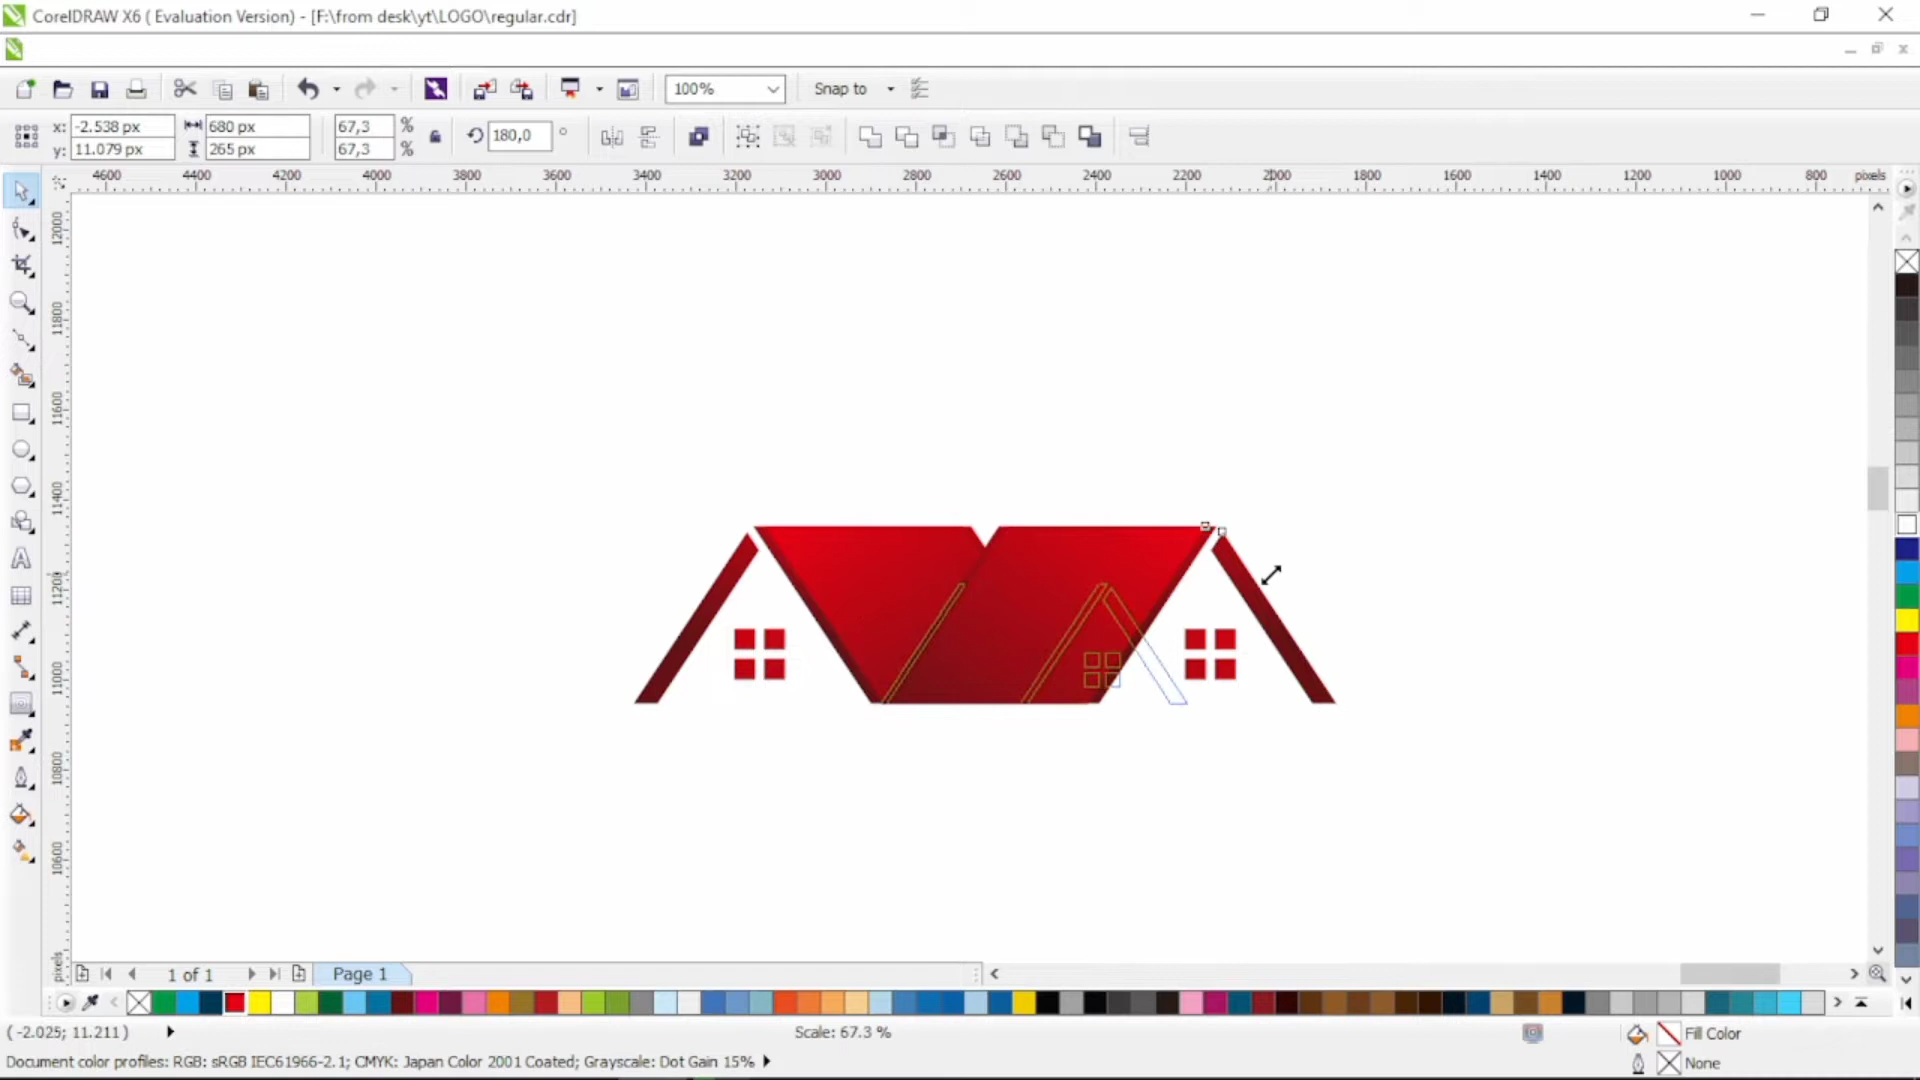 CorelDRAW X6 ( Evaluation Version) - [F:\from desk\yt\LOGO\regular.cdr]
100%
Snap to
x: -2.538 px
680 px
67,3 %
180,0 °
y: 11.079 px
265 px
67,3 %
4600 4400 4200 4000 3800 3600 3400 3200 3000 2800 2600 2400 2200 2000 1800 1600 1400 1200 1000 800 pixels
12000
11800
11600
11400
11200
11000
10800
10600
pixels
1 of 1
Page 1
( -2.025; 11.211 )
Scale: 67.3 %
Fill Color
Document color profiles: RGB: sRGB IEC61966-2.1; CMYK: Japan Color 2001 Coated; Grayscale: Dot Gain 15%
None